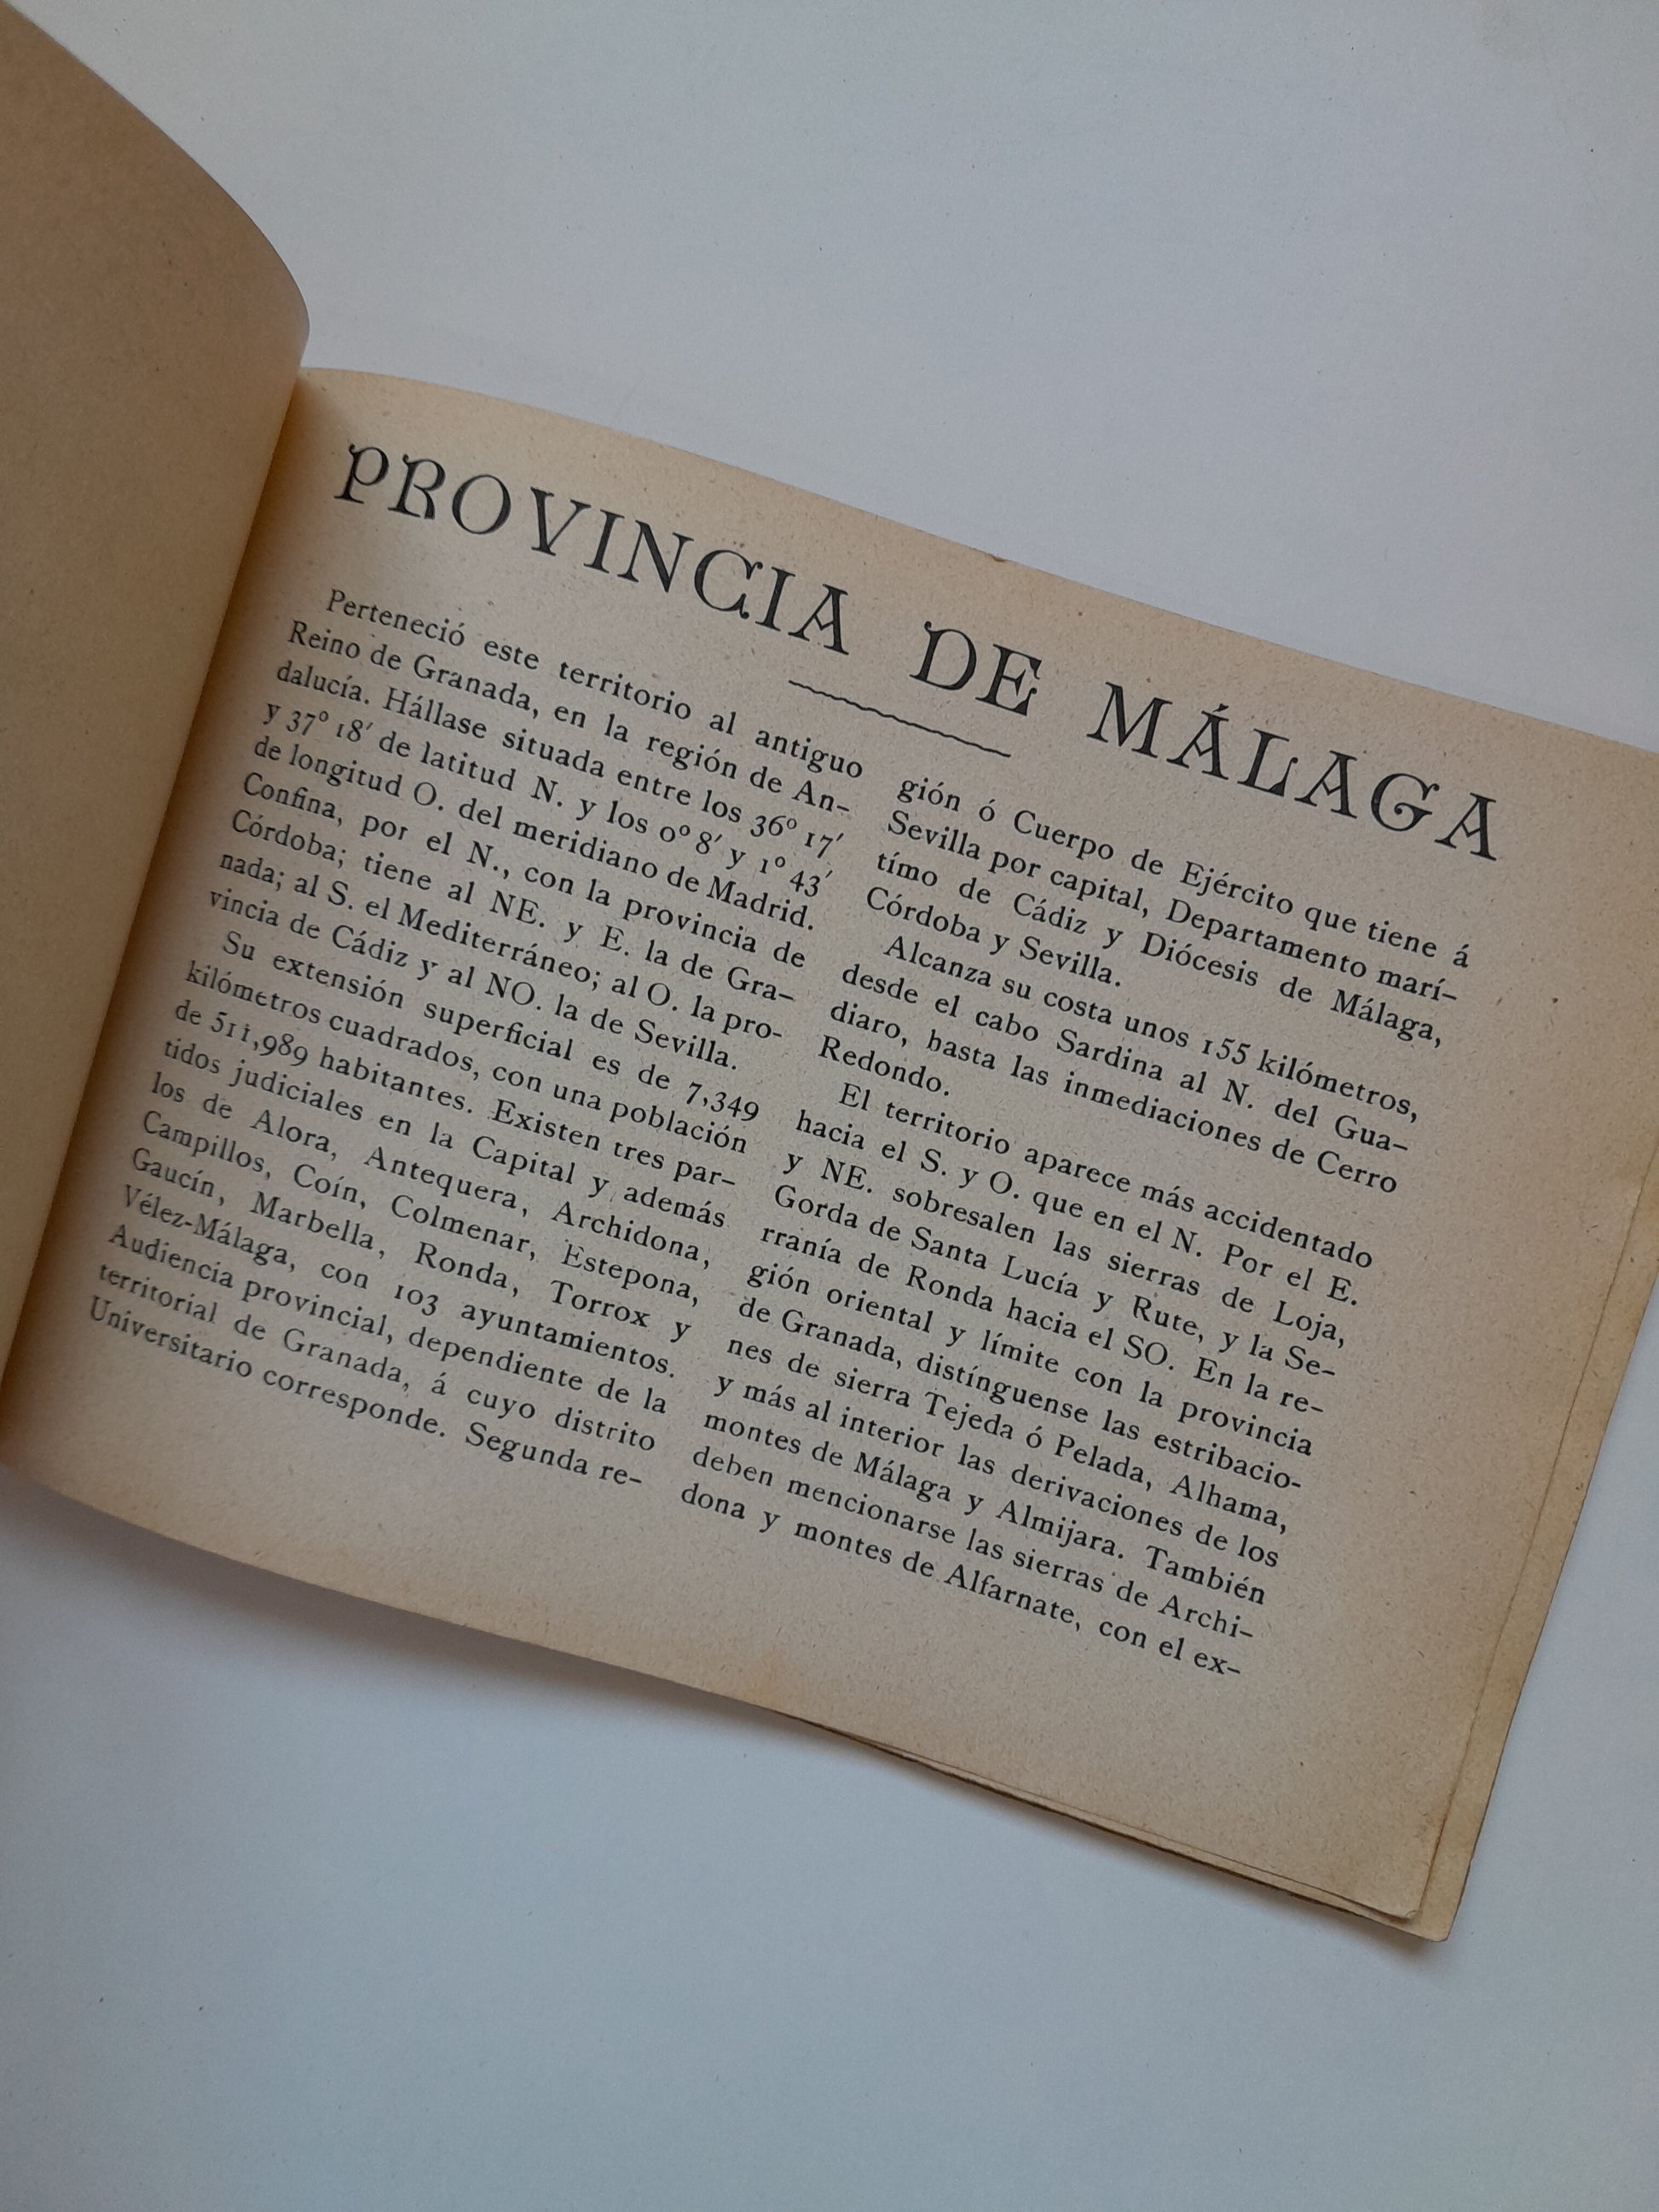 PROVINCIA DE MÁLAGA
Perteneció este territorio al antiguo
Reino de Granada, en la región de An-
dalucía. Hállase situada entre los 36° 17′
y 37° 18′ de latitud N. y los 0° 8′ y 1° 43′
de longitud O. del meridiano de Madrid.
Confina, por el N., con la provincia de
Córdoba; tiene al NE. y E. la de Gra-
nada; al S. el Mediterráneo; al O. la pro-
vincia de Cádiz y al NO. la de Sevilla.
Su extensión superficial es de 7,349
kilómetros cuadrados, con una población
de 511,989 habitantes. Existen tres par-
tidos judiciales en la Capital y además
los de Alora, Antequera, Archidona,
Campillos, Coín, Colmenar, Estepona,
Gaucín, Marbella, Ronda, Torrox y
Vélez-Málaga, con 103 ayuntamientos.
Audiencia provincial, dependiente de la
territorial de Granada, á cuyo distrito
Universitario corresponde. Segunda re-
gión ó Cuerpo de Ejército que tiene á
Sevilla por capital, Departamento marí-
tímo de Cádiz y Diócesis de Málaga,
Córdoba y Sevilla.
Alcanza su costa unos 155 kilómetros,
desde el cabo Sardina al N. del Gua-
diaro, hasta las inmediaciones de Cerro
Redondo.
El territorio aparece más accidentado
hacia el S. y O. que en el N. Por el E.
y NE. sobresalen las sierras de Loja,
Gorda de Santa Lucía y Rute, y la Se-
rranía de Ronda hacia el SO. En la re-
gión oriental y límite con la provincia
de Granada, distínguense las estribacio-
nes de sierra Tejeda ó Pelada, Alhama,
y más al interior las derivaciones de los
montes de Málaga y Almijara. También
deben mencionarse las sierras de Archi-
dona y montes de Alfarnate, con el ex-